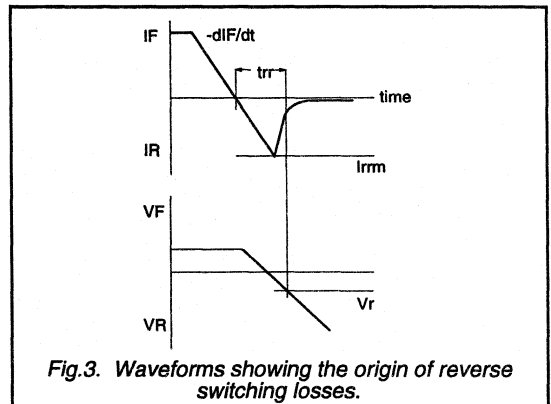 IF
-dIF/dt
trr
time
IR
Irrm
VF
Vr
VR
Fig.3. Waveforms showing the origin of reverse
switching losses.